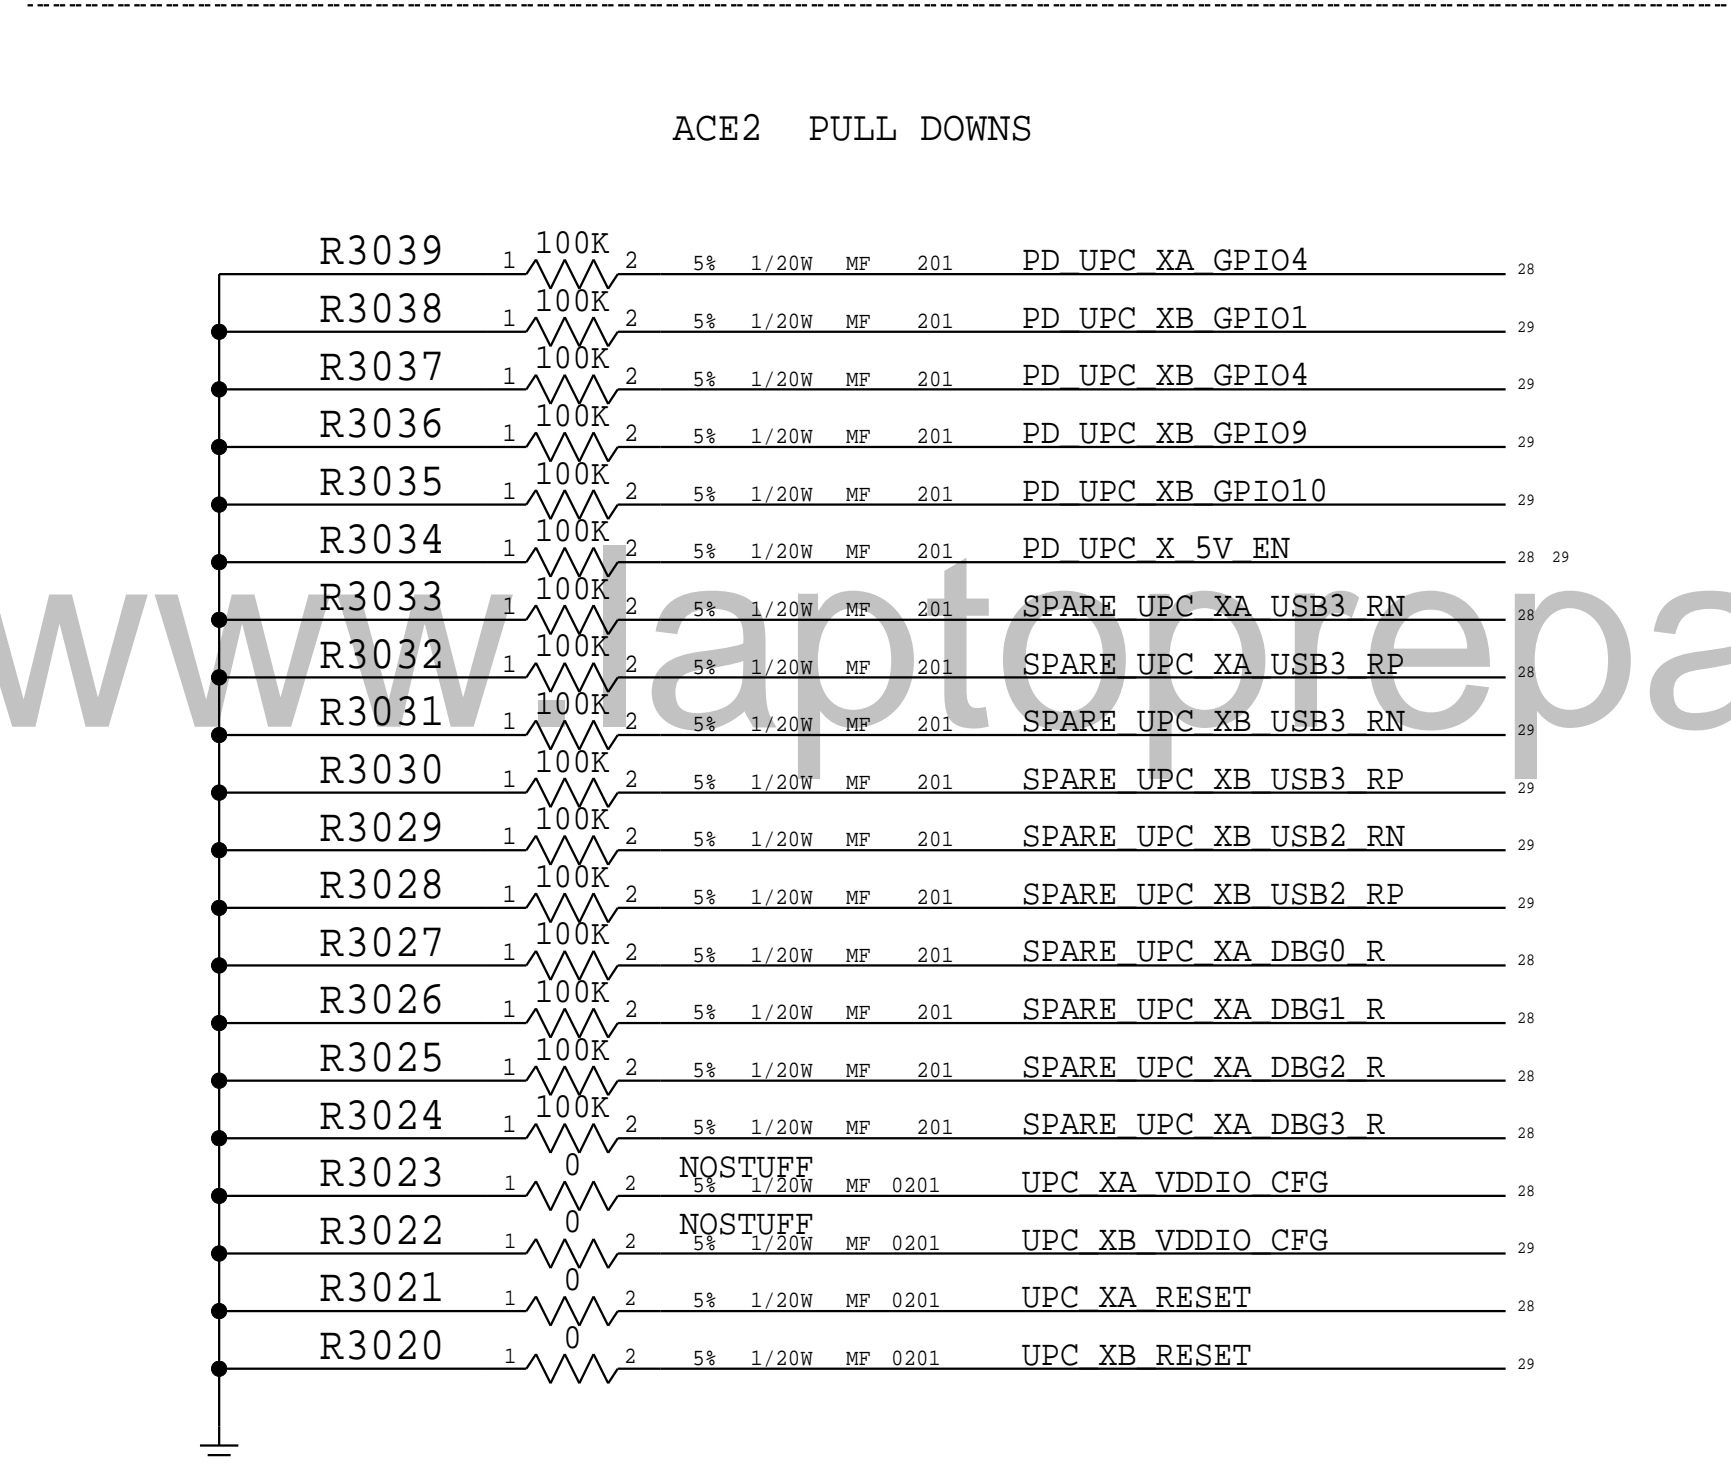 ACE2 PULL DOWNS
R3039 1 100K 2 5% 1/20W MF 201 PD_UPC_XA_GPIO4 28
R3038 1 100K 2 5% 1/20W MF 201 PD_UPC_XB_GPIO1 29
R3037 1 100K 2 5% 1/20W MF 201 PD_UPC_XB_GPIO4 29
R3036 1 100K 2 5% 1/20W MF 201 PD_UPC_XB_GPIO9 29
R3035 1 100K 2 5% 1/20W MF 201 PD_UPC_XB_GPIO10 29
R3034 1 100K 2 5% 1/20W MF 201 PD_UPC_X_5V_EN 28 29
R3033 1 100K 2 5% 1/20W MF 201 SPARE_UPC_XA_USB3_RN 28
www.laptoprepa
R3032 1 100K 2 5% 1/20W MF 201 SPARE_UPC_XA_USB3_RP 28
R3031 1 100K 2 5% 1/20W MF 201 SPARE_UPC_XB_USB3_RN 29
R3030 1 100K 2 5% 1/20W MF 201 SPARE_UPC_XB_USB3_RP 29
R3029 1 100K 2 5% 1/20W MF 201 SPARE_UPC_XB_USB2_RN 29
R3028 1 100K 2 5% 1/20W MF 201 SPARE_UPC_XB_USB2_RP 29
R3027 1 100K 2 5% 1/20W MF 201 SPARE_UPC_XA_DBG0_R 28
R3026 1 100K 2 5% 1/20W MF 201 SPARE_UPC_XA_DBG1_R 28
R3025 1 100K 2 5% 1/20W MF 201 SPARE_UPC_XA_DBG2_R 28
R3024 1 100K 2 5% 1/20W MF 201 SPARE_UPC_XA_DBG3_R 28
NOSTUFF
R3023 1 0 2 5% 1/20W MF 0201 UPC_XA_VDDIO_CFG 28
NOSTUFF
R3022 1 0 2 5% 1/20W MF 0201 UPC_XB_VDDIO_CFG 29
R3021 1 0 2 5% 1/20W MF 0201 UPC_XA_RESET 28
R3020 1 0 2 5% 1/20W MF 0201 UPC_XB_RESET 29